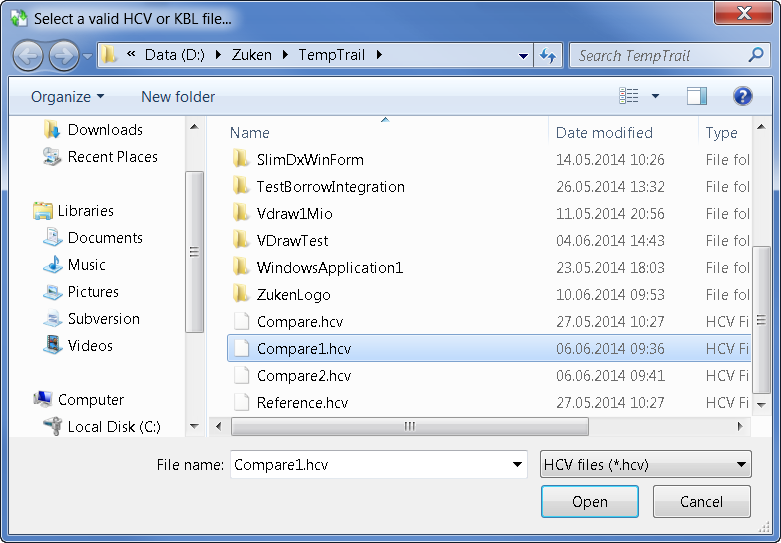 Select a valid HCV or KBL file...
« Data (D:) Zuken TempTrail
Search TempTrail
Organize New folder
Downloads
Recent Places
Libraries
Documents
Music
Pictures
Subversion
Videos
Computer
Local Disk (C:)
Name Date modified Type
SlimDxWinForm 14.05.2014 10:26 File fol
TestBorrowIntegration 26.05.2014 13:32 File fol
Vdraw1Mio 11.05.2014 20:56 File fol
VDrawTest 04.06.2014 14:43 File fol
WindowsApplication1 23.05.2014 18:03 File fol
ZukenLogo 10.06.2014 09:53 File fol
Compare.hcv 27.05.2014 10:27 HCV Fi
Compare1.hcv 06.06.2014 09:36 HCV Fi
Compare2.hcv 06.06.2014 09:41 HCV Fi
Reference.hcv 27.05.2014 10:27 HCV Fi
File name: Compare1.hcv HCV files (*.hcv)
Open Cancel